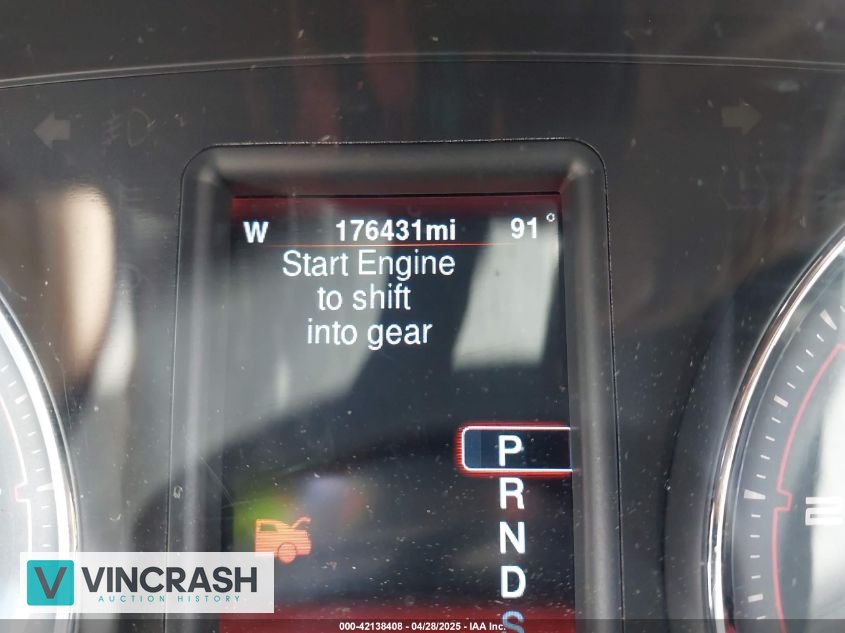 W 176431mi 91°
Start Engine
to shift
into gear
P
R
N
D
S
V VINCRASH
AUCTION HISTORY
000-42138408 - 04/28/2025 - IAA Inc.